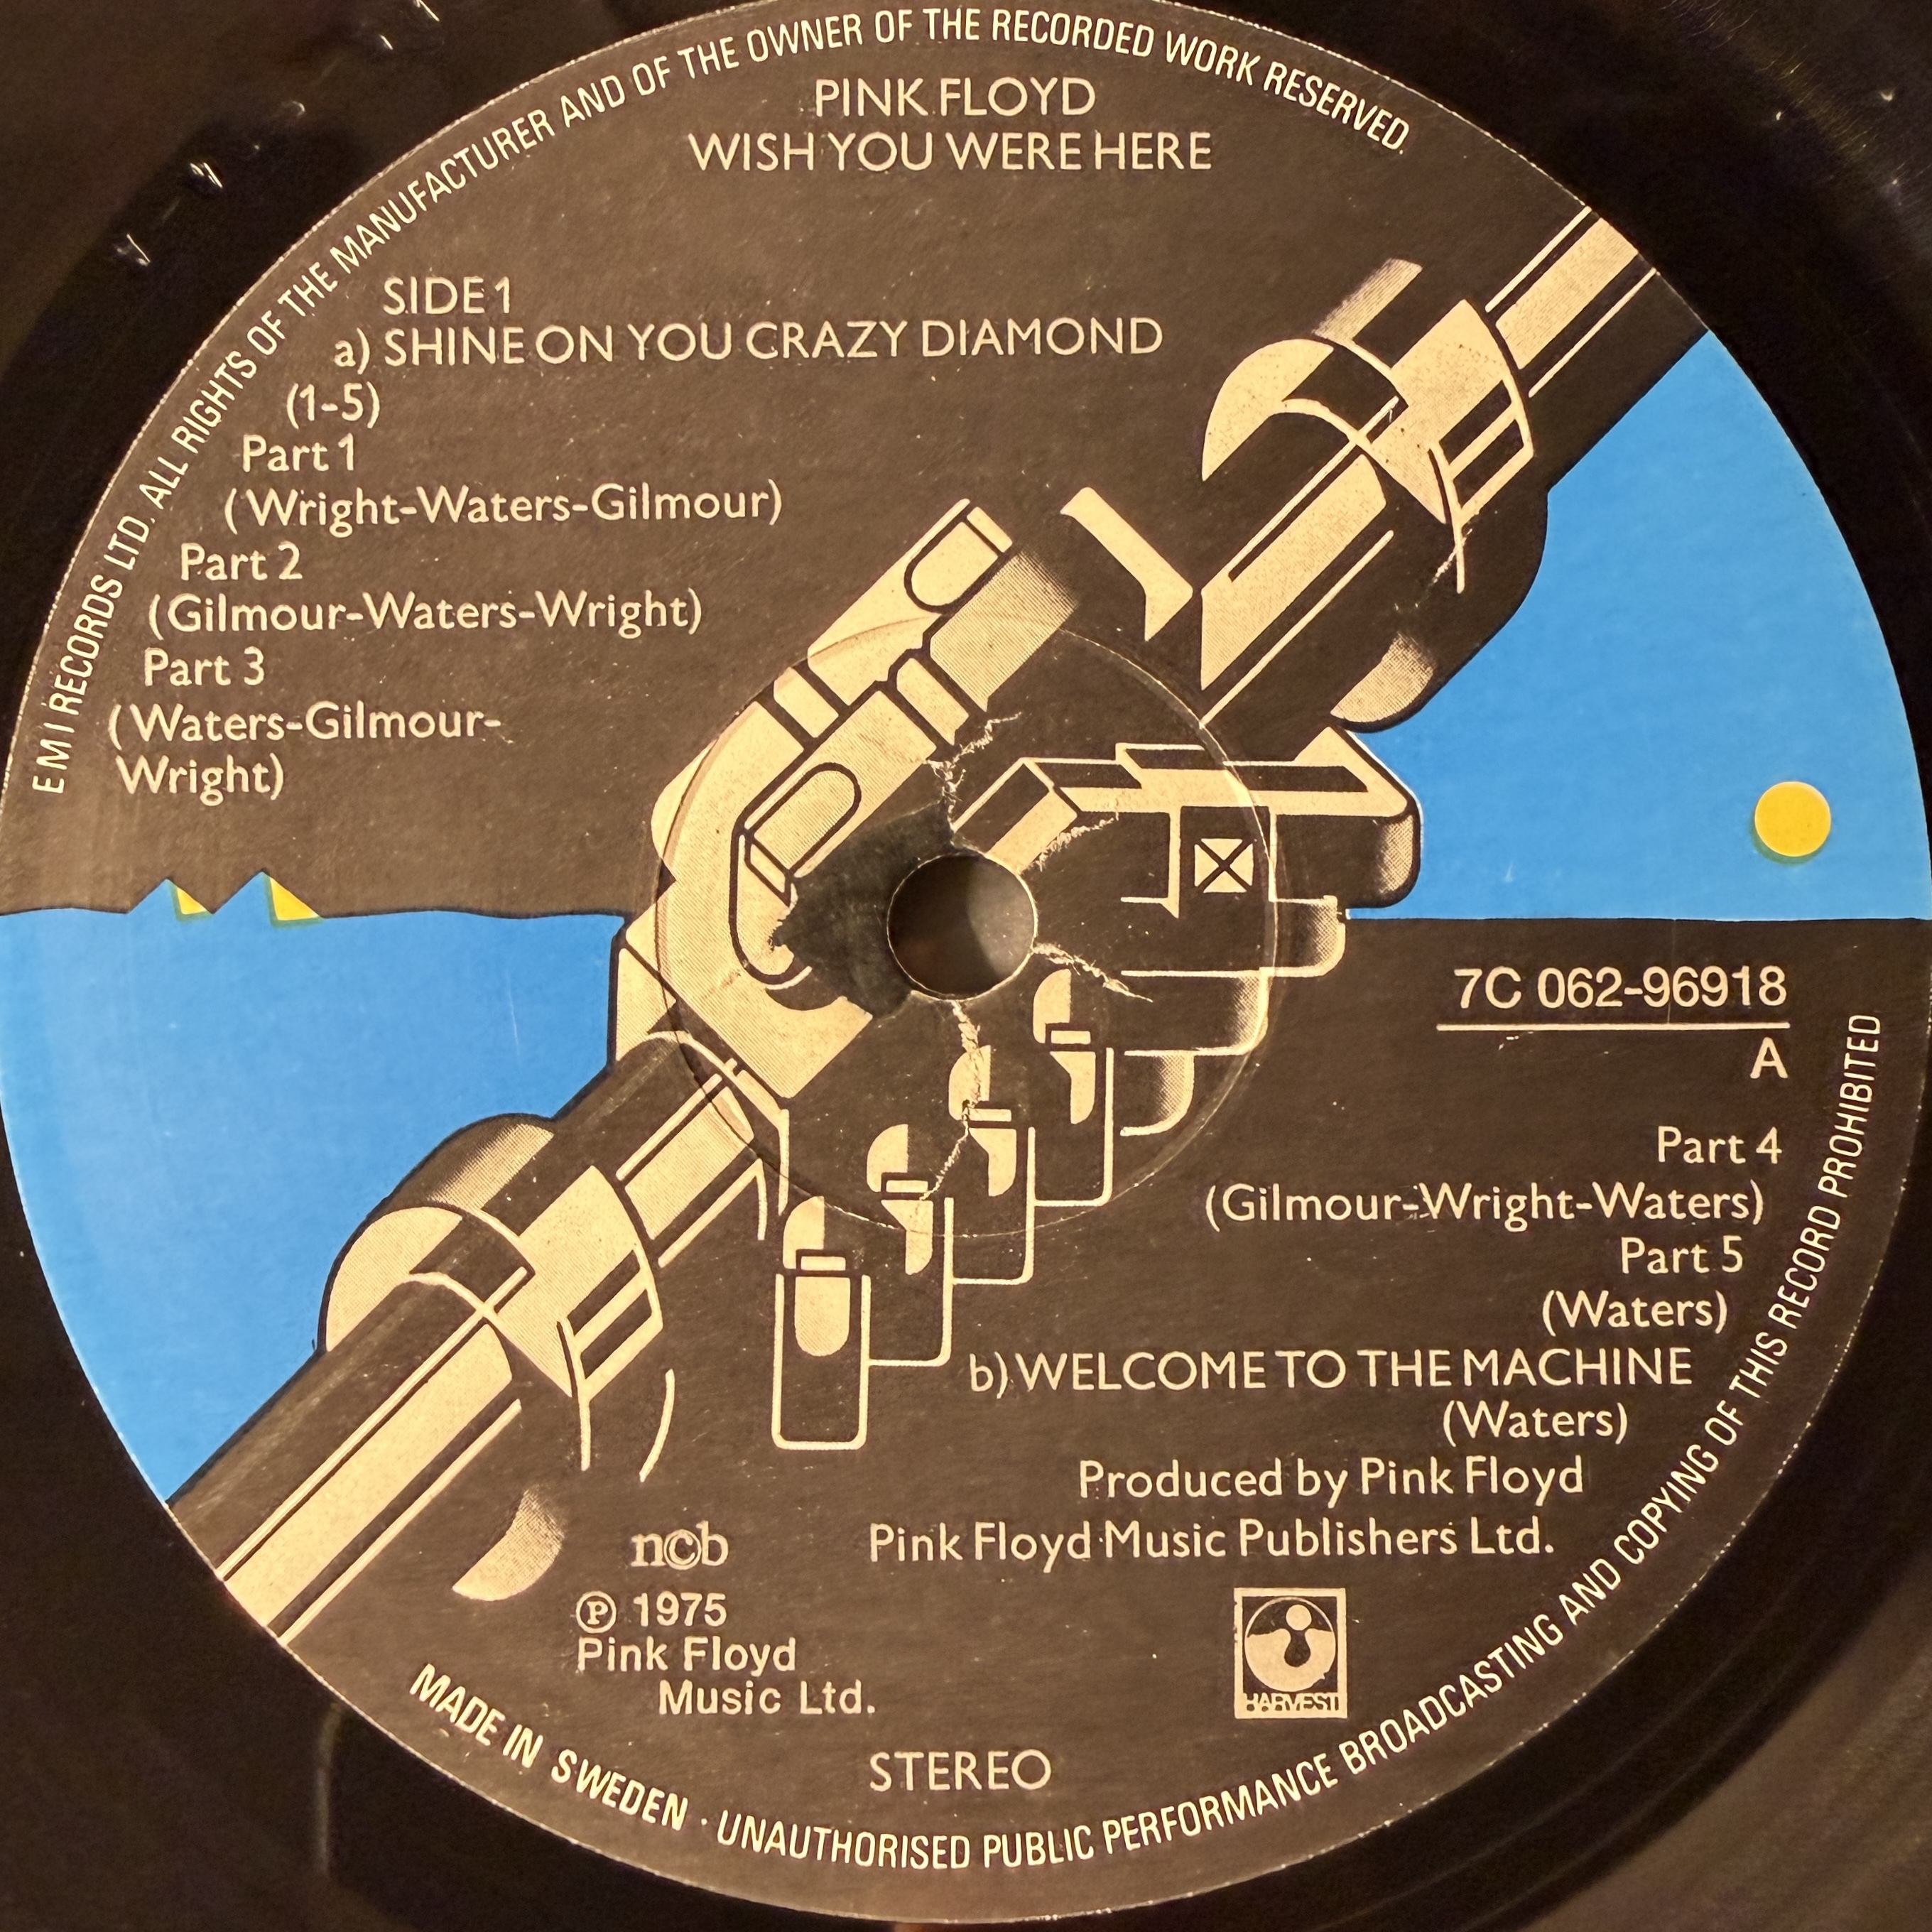 EMI RECORDS LTD. ALL RIGHTS OF THE MANUFACTURER AND OF THE OWNER OF THE RECORDED WORK RESERVED.
PINK FLOYD
WISH YOU WERE HERE
SIDE 1
a) SHINE ON YOU CRAZY DIAMOND
(1-5)
Part 1
(Wright-Waters-Gilmour)
Part 2
(Gilmour-Waters-Wright)
Part 3
(Waters-Gilmour-
Wright)
7C 062-96918
A
Part 4
(Gilmour-Wright-Waters)
Part 5
(Waters)
b) WELCOME TO THE MACHINE
(Waters)
Produced by Pink Floyd
Pink Floyd Music Publishers Ltd.
n©b
℗ 1975
Pink Floyd
Music Ltd.
HARVEST
STEREO
MADE IN SWEDEN · UNAUTHORISED PUBLIC PERFORMANCE BROADCASTING AND COPYING OF THIS RECORD PROHIBITED